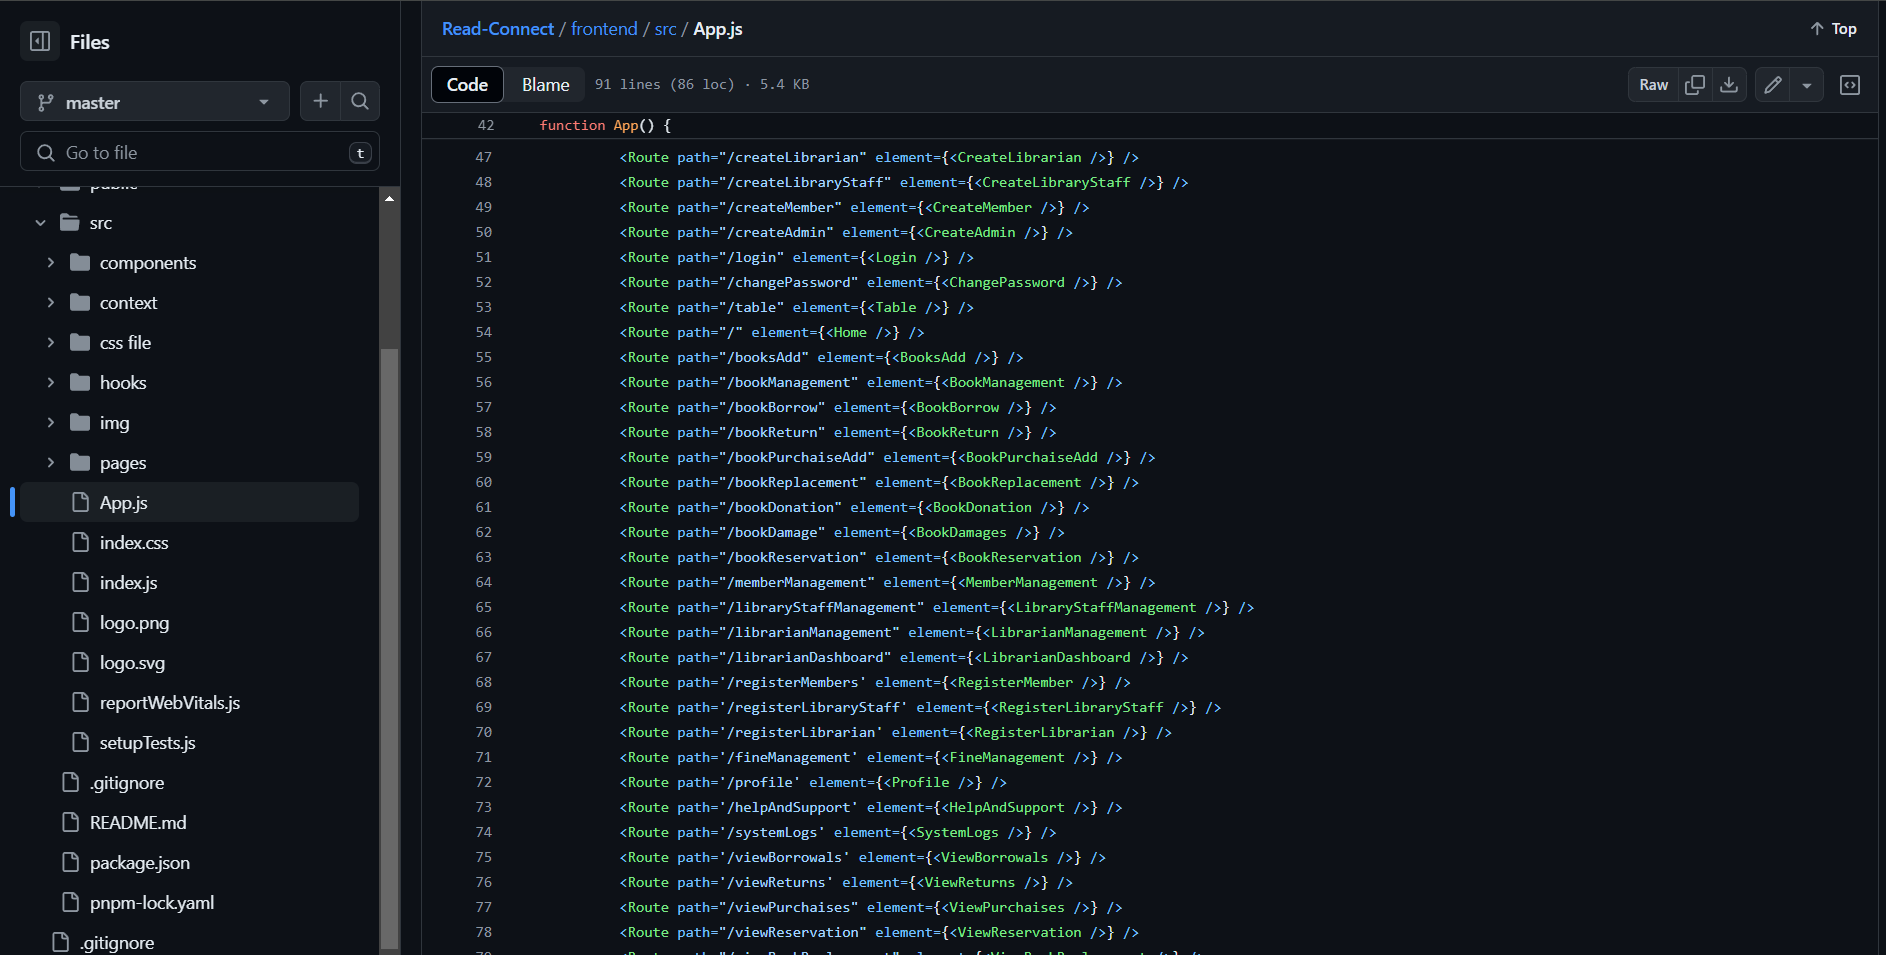 Files
master
Go to file
t
public
src
components
context
css file
hooks
img
pages
App.js
index.css
index.js
logo.png
logo.svg
reportWebVitals.js
setupTests.js
.gitignore
README.md
package.json
pnpm-lock.yaml
.gitignore
Read-Connect / frontend / src / App.js
Top
Code Blame 91 lines (86 loc) · 5.4 KB
Raw
42 function App() {
47 <Route path="/createLibrarian" element={<CreateLibrarian />} />
48 <Route path="/createLibraryStaff" element={<CreateLibraryStaff />} />
49 <Route path="/createMember" element={<CreateMember />} />
50 <Route path="/createAdmin" element={<CreateAdmin />} />
51 <Route path="/login" element={<Login />} />
52 <Route path="/changePassword" element={<ChangePassword />} />
53 <Route path="/table" element={<Table />} />
54 <Route path="/" element={<Home />} />
55 <Route path="/booksAdd" element={<BooksAdd />} />
56 <Route path="/bookManagement" element={<BookManagement />} />
57 <Route path="/bookBorrow" element={<BookBorrow />} />
58 <Route path="/bookReturn" element={<BookReturn />} />
59 <Route path="/bookPurchaiseAdd" element={<BookPurchaiseAdd />} />
60 <Route path="/bookReplacement" element={<BookReplacement />} />
61 <Route path="/bookDonation" element={<BookDonation />} />
62 <Route path="/bookDamage" element={<BookDamages />} />
63 <Route path="/bookReservation" element={<BookReservation />} />
64 <Route path="/memberManagement" element={<MemberManagement />} />
65 <Route path="/libraryStaffManagement" element={<LibraryStaffManagement />} />
66 <Route path="/librarianManagement" element={<LibrarianManagement />} />
67 <Route path="/librarianDashboard" element={<LibrarianDashboard />} />
68 <Route path='/registerMembers' element={<RegisterMember />} />
69 <Route path='/registerLibraryStaff' element={<RegisterLibraryStaff />} />
70 <Route path='/registerLibrarian' element={<RegisterLibrarian />} />
71 <Route path='/fineManagement' element={<FineManagement />} />
72 <Route path='/profile' element={<Profile />} />
73 <Route path='/helpAndSupport' element={<HelpAndSupport />} />
74 <Route path='/systemLogs' element={<SystemLogs />} />
75 <Route path='/viewBorrowals' element={<ViewBorrowals />} />
76 <Route path='/viewReturns' element={<ViewReturns />} />
77 <Route path="/viewPurchaises" element={<ViewPurchaises />} />
78 <Route path="/viewReservation" element={<ViewReservation />} />